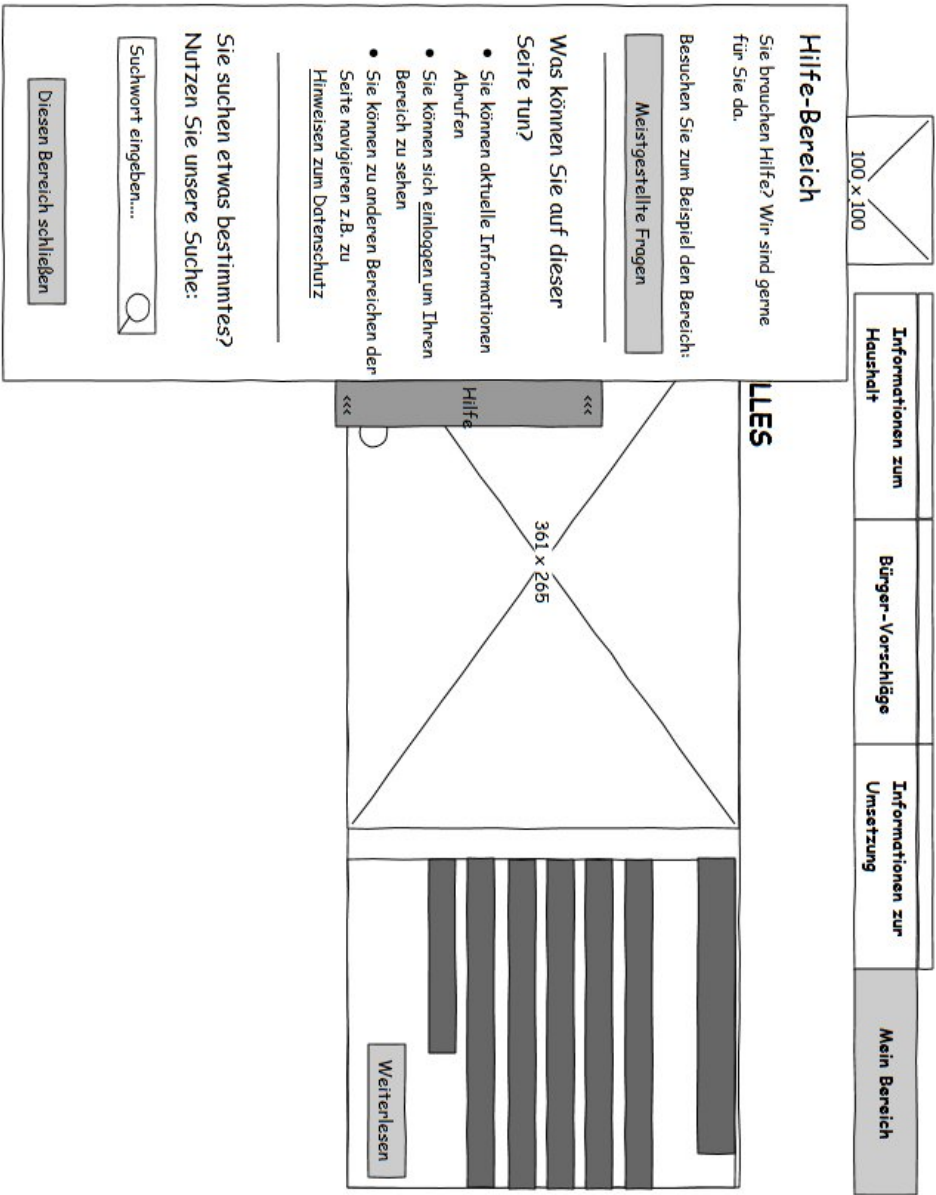 100 x 100
Informationen zum
Haushalt
Bürger-Vorschläge
Informationen zur
Umsetzung
Mein Bereich
Hilfe-Bereich
Sie brauchen Hilfe? Wir sind gerne
für Sie da.
Besuchen Sie zum Beispiel den Bereich:
Meistgestellte Fragen
Was können Sie auf dieser
Seite tun?
• Sie können aktuelle Informationen
Abrufen
• Sie können sich einloggen um Ihren
Bereich zu sehen
• Sie können zu anderen Bereichen der
Seite navigieren z.B. zu
Hinweisen zum Datenschutz
Sie suchen etwas bestimmtes?
Nutzen Sie unsere Suche:
Suchwort eingeben....
Diesen Bereich schließen
<<<
Hilfe
<<<
LLES
361 x 265
Weiterlesen